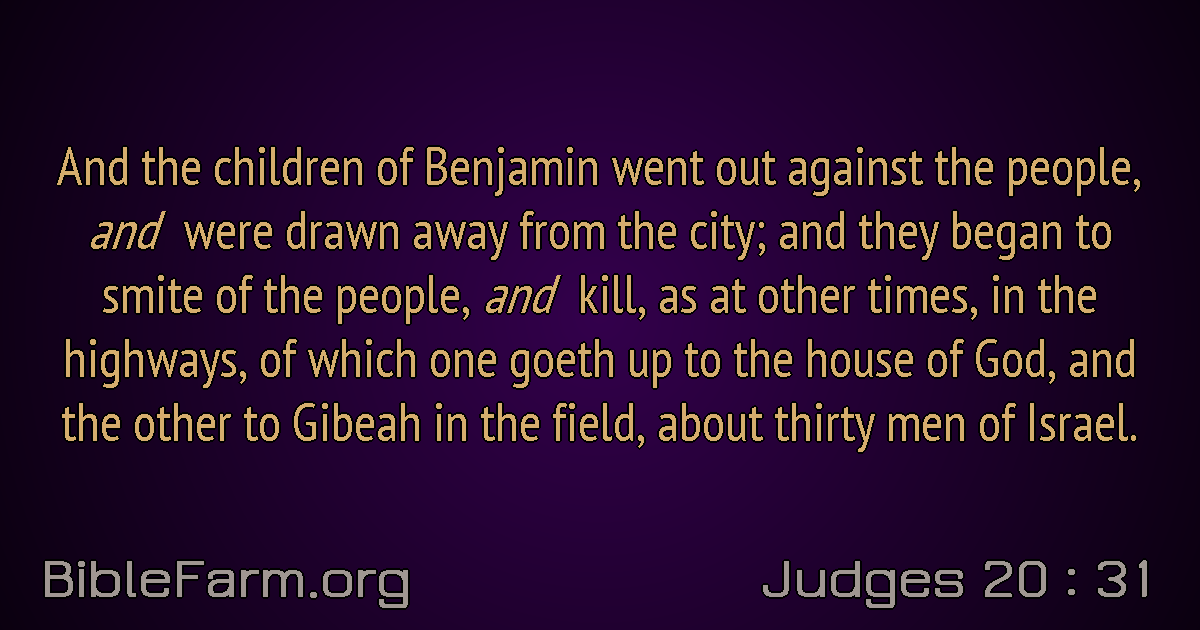 And the children of Benjamin went out against the people,
and were drawn away from the city; and they began to
smite of the people, and kill, as at other times, in the
highways, of which one goeth up to the house of God, and
the other to Gibeah in the field, about thirty men of Israel.
BibleFarm.org
Judges 20 : 31